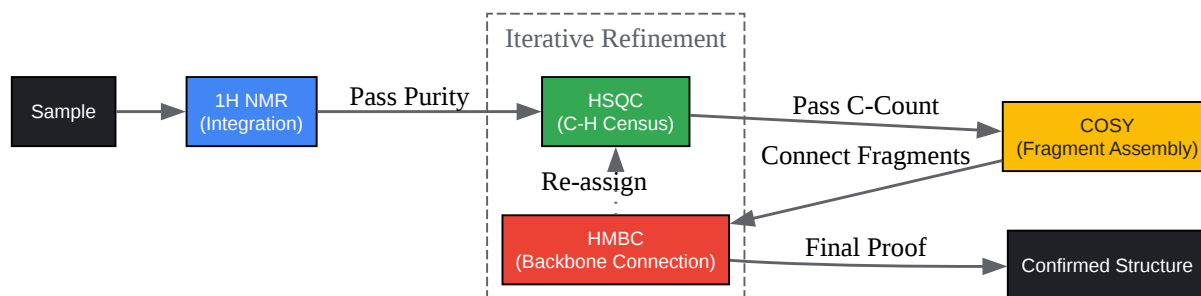 Iterative Refinement
Sample
1H NMR
(Integration)
Pass Purity
HSQC
(C-H Census)
Pass C-Count
COSY
(Fragment Assembly)
Connect Fragments
Re-assign
HMBC
(Backbone Connection)
Final Proof
Confirmed Structure